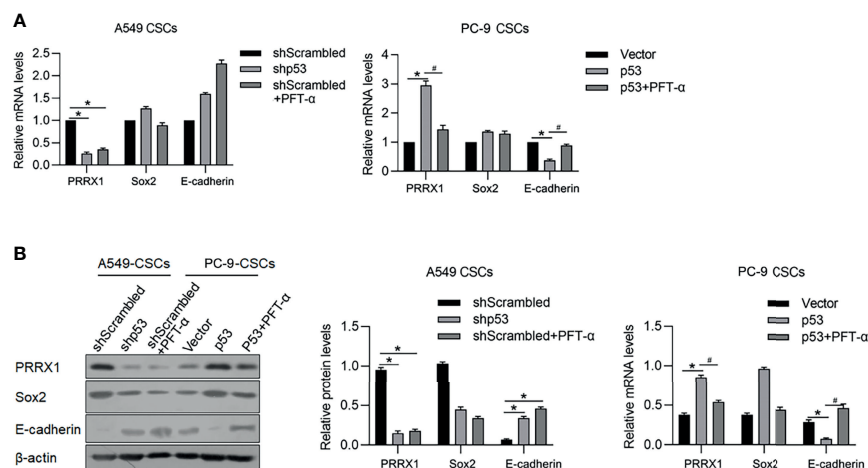 A
A549 CSCs
Relative mRNA levels
2.5
2.0
1.5
1.0
0.5
0.0
*
*
PRRX1
Sox2
E-cadherin
shScrambled
shp53
shScrambled
+PFT-α
PC-9 CSCs
Relative mRNA levels
4
3
2
1
0
*
#
*
#
PRRX1
Sox2
E-cadherin
Vector
p53
p53+PFT-α
B
A549-CSCs
PC-9-CSCs
shScrambled
shp53
shScrambled
+PFT-α
Vector
p53
P53+PFT-α
PRRX1
Sox2
E-cadherin
β-actin
A549 CSCs
shScrambled
shp53
shScrambled+PFT-α
Relative protein levels
1.5
1.0
0.5
0.0
*
*
*
*
PRRX1
Sox2
E-cadherin
PC-9 CSCs
Vector
p53
p53+PFT-α
Relative mRNA levels
1.5
1.0
0.5
0.0
*
#
*
#
PRRX1
Sox2
E-cadherin